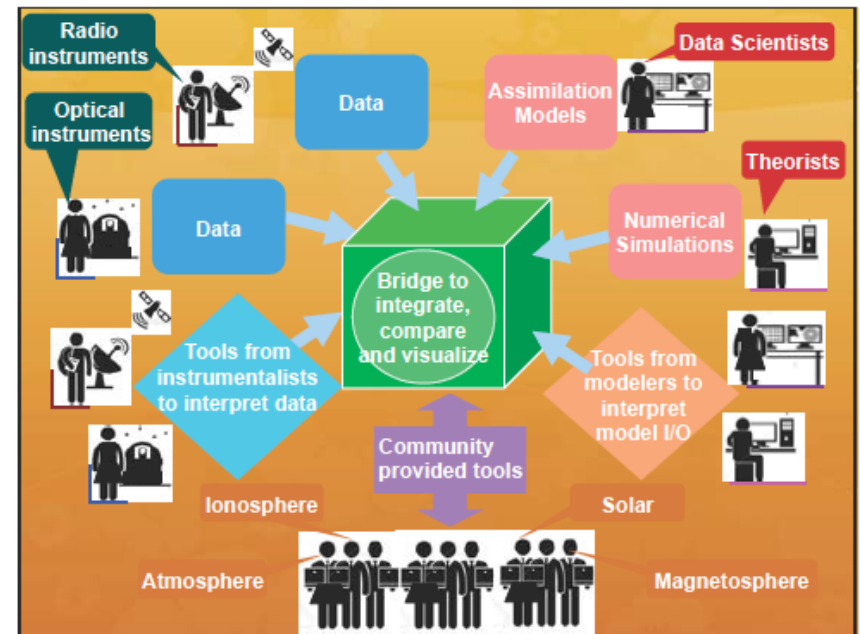 Radio
instruments
Data
Assimilation
Models
Data Scientists
Optical
instruments
Theorists
Data
Numerical
Simulations
Bridge to
integrate,
compare
and visualize
Tools from
instrumentalists
to interpret data
Tools from
modelers to
interpret
model I/O
Community
provided tools
Ionosphere
Solar
Atmosphere
Magnetosphere